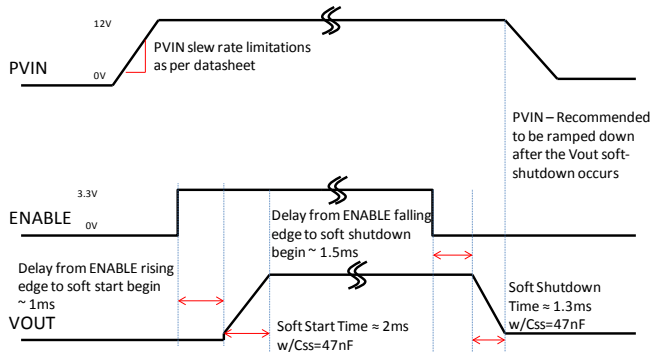 12V
PVIN slew rate limitations
as per datasheet
PVIN
0V
PVIN – Recommended
to be ramped down
after the Vout soft-
shutdown occurs
3.3V
ENABLE
0V
Delay from ENABLE falling
edge to soft shutdown
begin ~ 1.5ms
Delay from ENABLE rising
edge to soft start begin
~ 1ms
VOUT
Soft Start Time ≈ 2ms
w/Css=47nF
Soft Shutdown
Time ≈ 1.3ms
w/Css=47nF